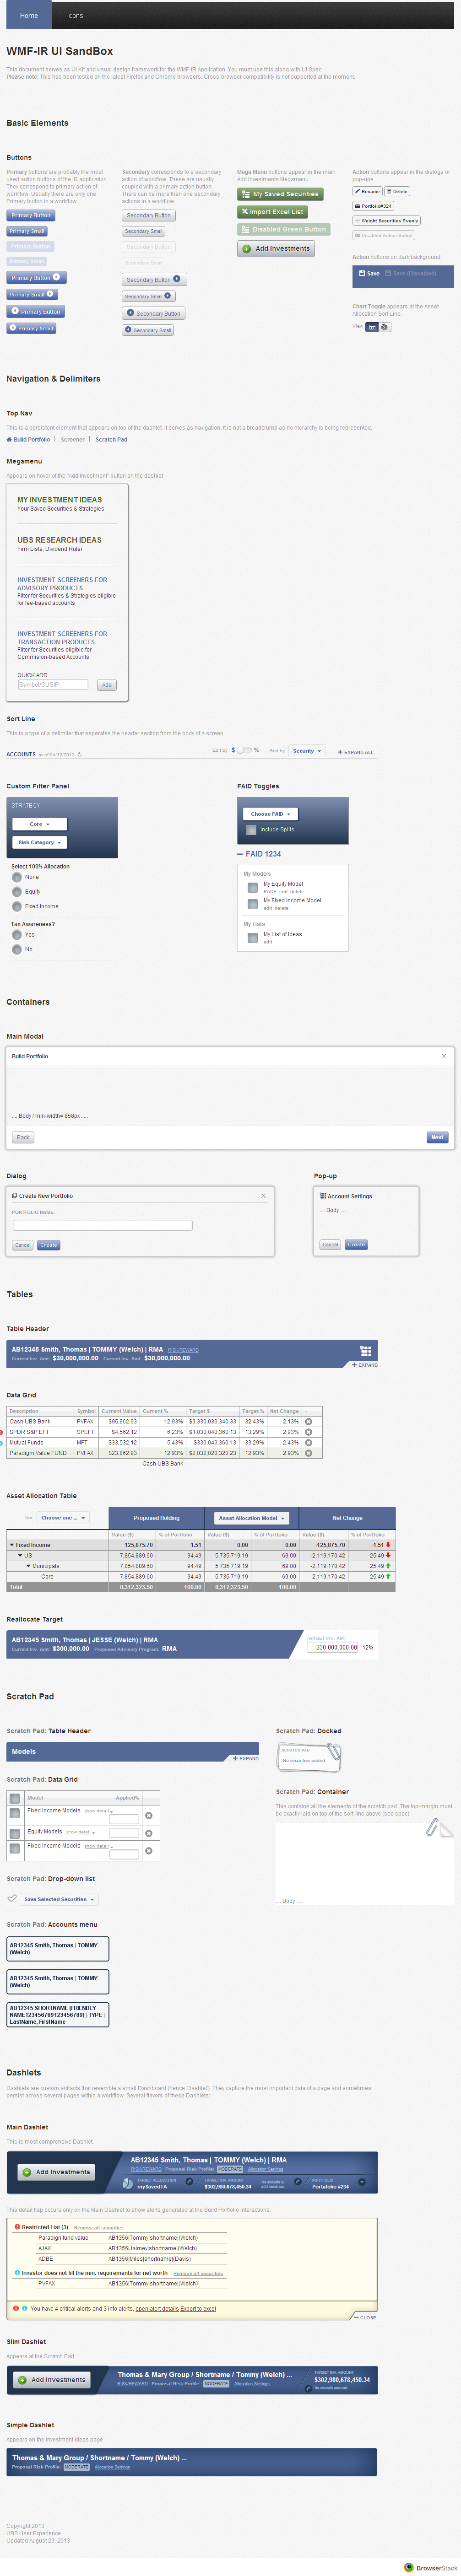 Home Icons
WMF-IR UI SandBox
This document serves as UI Kit and visual design framework for the WMF-IR Application. You must use this along with UI Spec.
Please note: This has been tested on the latest Firefox and Chrome browsers. Cross-browser compatibility is not supported at the moment.
Basic Elements
Buttons
Primary buttons are probably the most
used action buttons of the IR application.
They correspond to primary action of
workflow. Usually there are only one
Primary button in a workflow
Primary Button
Primary Small
Primary Button
Primary Small
Primary Button
Primary Small
Primary Button
Primary Small
Secondary corresponds to a secondary
action of workflow. These are usually
coupled with a primary action button.
There can be more than one secondary
actions in a workflow.
Secondary Button
Secondary Small
Secondary Button
Secondary Small
Secondary Button
Secondary Small
Secondary Button
Secondary Small
Mega Menu buttons appear in the main
Add Investments Megamenu.
My Saved Securities
Import Excel List
Disabled Green Button
Add Investments
Action buttons appear in the dialogs or
pop-ups.
Rename Delete
Portfolio#324
Weight Securities Evenly
Disabled Action Button
Action buttons on dark background
Save Save (Disabled)
Chart Toggle appears at the Asset
Allocation Sort Line.
View
Navigation & Delimiters
Top Nav
This is a persistent element that appears on top of the dashlet. It serves as navigation. It is not a breadcrumb as no hierarchy is being represented.
Build Portfolio | Screener | Scratch Pad
Megamenu
Appears on hover of the "Add Investment" button on the dashlet
MY INVESTMENT IDEAS
Your Saved Securities & Strategies
UBS RESEARCH IDEAS
Firm Lists, Dividend Ruler
INVESTMENT SCREENERS FOR
ADVISORY PRODUCTS
Filter for Securities & Strategies eligible
for fee-based accounts
INVESTMENT SCREENERS FOR
TRANSACTION PRODUCTS
Filter for Securities eligible for
Commision-based Accounts
QUICK ADD
Symbol/CUSIP Add
Sort Line
This is a type of a delimiter that seperates the header section from the body of a screen.
ACCOUNTS as of 04/12/2013 Edit by $ % Sort by Security EXPAND ALL
Custom Filter Panel
STRATEGY
Core
Risk Category
Select 100% Allocation
None
Equity
Fixed Income
Tax Awareness?
Yes
No
FAID Toggles
Choose FAID
Include Splits
FAID 1234
My Models
My Equity Model
PACE edit delete
My Fixed Income Model
edit delete
My Lists
My List of Ideas
edit
Containers
Main Modal
Build Portfolio
.... Body / min-width= 858px .....
Back Next
Dialog
Create New Portfolio
PORTFOLIO NAME:
Cancel Create
Pop-up
Account Settings
.... Body ....
Cancel Create
Tables
Table Header
AB12345 Smith, Thomas | TOMMY (Welch) | RMA RISK/REWARD
Current Inv. Amt: $30,000,000.00 Current Inv. Amt: $30,000,000.00
EXPAND
Data Grid
Description Symbol Current Value Current % Target $ Target % Net Change -
Cash UBS Bank PVFAX $95,862.93 12.93% $3,330,030,340.33 32.43% 2.13%
SPDR S&P EFT SPEFT $4,562.12 6.23% $1,030,040,360.13 13.29% 2.93%
Mutual Funds MFT $33,532.12 5.43% $330,040,360.13 33.29% 2.43%
Paradigm Value FUND ... PVFAX $23,862.93 12.93% $2,032,020,320.23 12.93% 2.93%
Cash UBS Bank
Asset Allocation Table
Tier Choose one ... Proposed Holding Asset Allocation Model Net Change
Value ($) % of Portfolio Value ($) % of Portfolio Value ($) % of Portfolio
Fixed Income 125,875.70 1.51 0.00 0.00 -125,875.70 -1.51
US 7,854,889.60 94.49 5,735,719.19 69.00 -2,119,170.42 -25.49
Municipals 7,854,889.60 94.49 5,735,719.19 69.00 -2,119,170.42 25.49
Core 7,854,889.60 94.49 5,735,719.19 69.00 -2,119,170.42 25.49
Total 8,312,323.50 100.00 8,312,323.50 100.00
Reallocate Target
AB12345 Smith, Thomas | JESSE (Welch) | RMA
Current Inv. Amt: $300,000.00 Proposed Advisory Program: RMA
TARGET INV. AMT
$30,000,000.00 12%
Scratch Pad
Scratch Pad: Table Header
Models
EXPAND
Scratch Pad: Data Grid
Model Applied%
Fixed Income Models show detail
Equity Models show detail
Fixed Income Models show detail
Scratch Pad: Drop-down list
Save Selected Securities
Scratch Pad: Accounts menu
AB12345 Smith, Thomas | TOMMY
(Welch)
AB12345 Smith, Thomas | TOMMY
(Welch)
AB12345 SHORTNAME (FRIENDLY
NAME123456789123456789) | TYPE |
LastName, FirstName
Scratch Pad: Docked
SCRATCH PAD
No securities added.
Scratch Pad: Container
This contains all the elements of the scratch pad. The top-margin must
be exactly laid on top of the sort-line above (see spec).
.... Body .....
Dashlets
Dashlets are custom artifacts that resemble a small Dashboard (hence 'Dashlet'). They capture the most important data of a page and sometimes
persist across several pages within a workflow. Several flavors of these Dashlets:
Main Dashlet
This is most comprehensive Dashlet.
Add Investments
AB12345 Smith, Thomas | TOMMY (Welch) | RMA
RISK/REWARD Proposal Risk Profile: MODERATE Allocation Settings
TARGET ALLOCATION
mySavedTA
TARGET INV. AMOUNT
$302,980,678,450.34
PORTFOLIO
Portafolio #234
This detail flap occurs only on the Main Dashlet to show alerts generated at the Build Portfolio interactions.
Restricted List (3) Remove all securities
Paradign fund value AB1356|Tommy(shortname)(Welch)
AJAX AB1356|Jaime(shortname)(Welch)
ADBE AB1356|Miles(shortname)(Davis)
Investor does not fill the min. requirements for net worth Remove all securities
PVFAX AB1356|Tommy(shortname)(Welch)
You have 4 critical alerts and 3 info alerts. open alert details Export to excel
CLOSE
Slim Dashlet
Appears at the Scratch Pad
Add Investments
Thomas & Mary Group / Shortname / Tommy (Welch) ...
RISK/REWARD Proposal Risk Profile: MODERATE Allocation Settings
TARGET INV. AMOUNT
$302,980,678,450.34
Re-allocate amount
Simple Dashlet
Appears on the investment ideas page
Thomas & Mary Group / Shortname / Tommy (Welch) ...
Proposal Risk Profile: MODERATE Allocation Settings
Copyright 2013
UBS User Experience
Updated August 29, 2013
BrowserStack